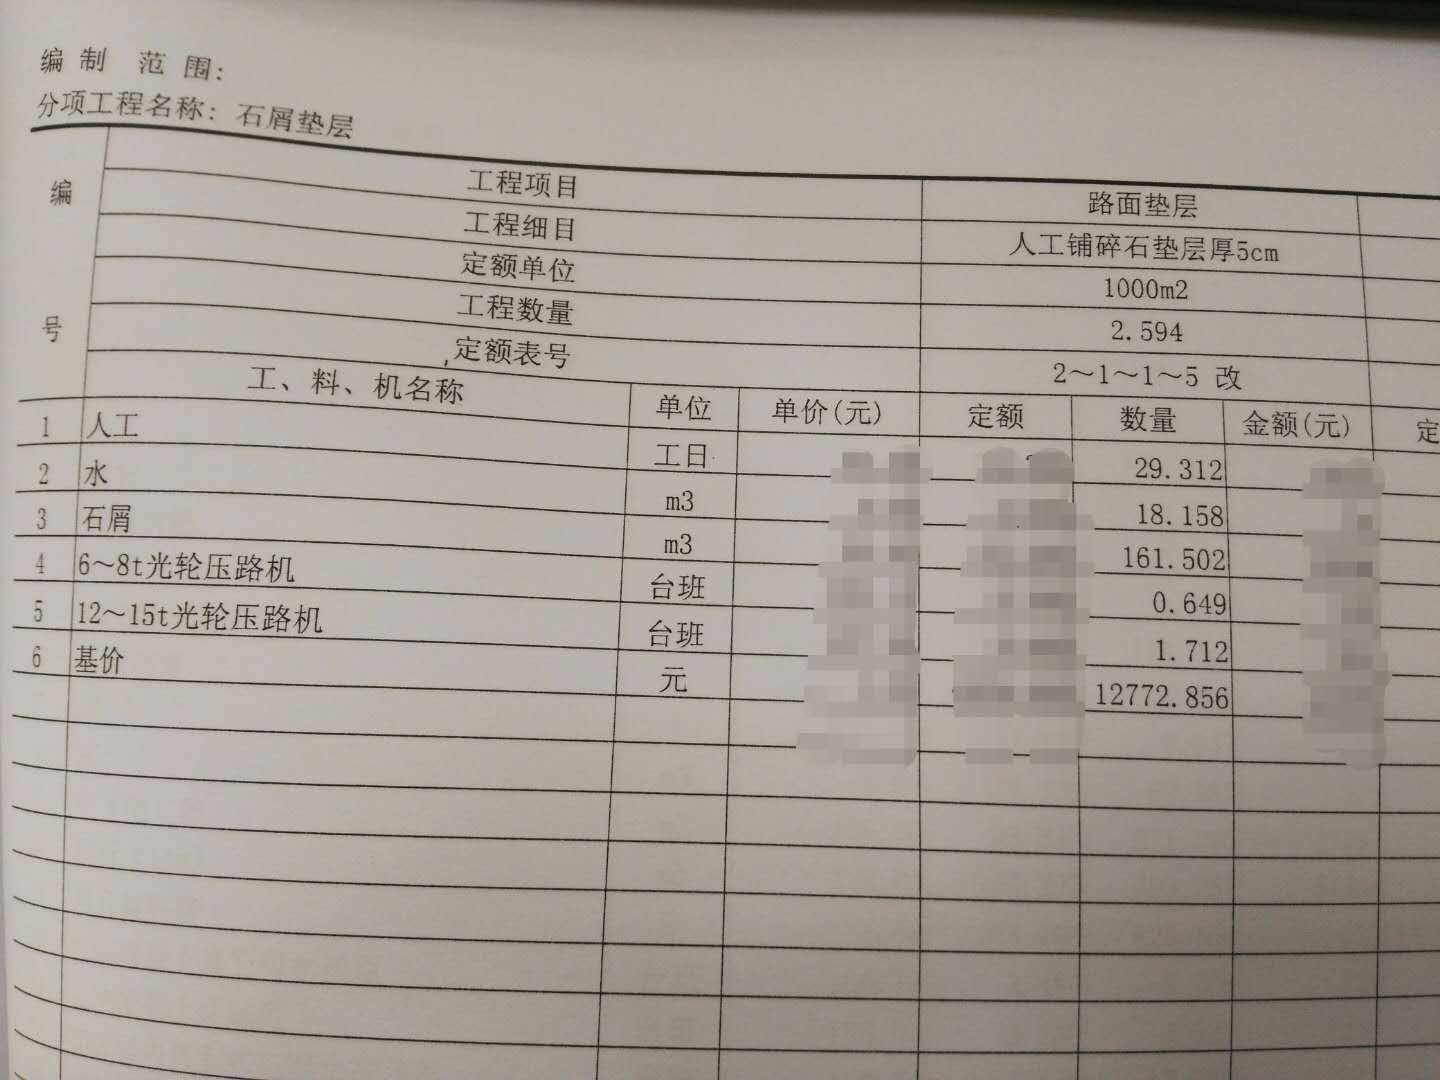 编 制 范 围:
分项工程名称: 石屑垫层
编号
工程项目 路面垫层
工程细目 人工铺碎石垫层厚5cm
定额单位 1000m2
工程数量 2.594
定额表号 2～1～1～5 改
工、料、机名称 单位 单价(元) 定额 数量 金额(元) 定
1 人工 工日 29.312
2 水 m3 18.158
3 石屑 m3 161.502
4 6～8t光轮压路机 台班 0.649
5 12～15t光轮压路机 台班 1.712
6 基价 元 12772.856